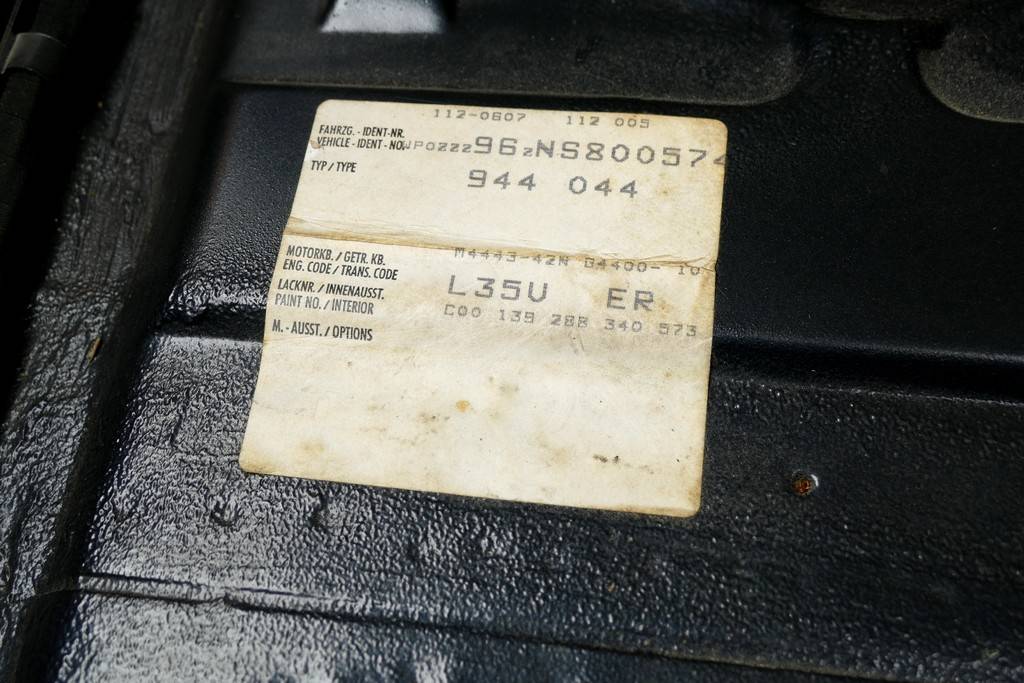 112-0607 112 005
FAHRZG. - IDENT-NR.
VEHICLE - IDENT - NO. WP0ZZZ96ZNS800574
TYP / TYPE 944 044
MOTORKB. / GETR. KB. M4443-42N G4400- 10
ENG. CODE / TRANS. CODE
LACKNR. / INNENAUSST. L35U ER
PAINT NO. / INTERIOR C00 139 288 340 573
M. - AUSST. / OPTIONS